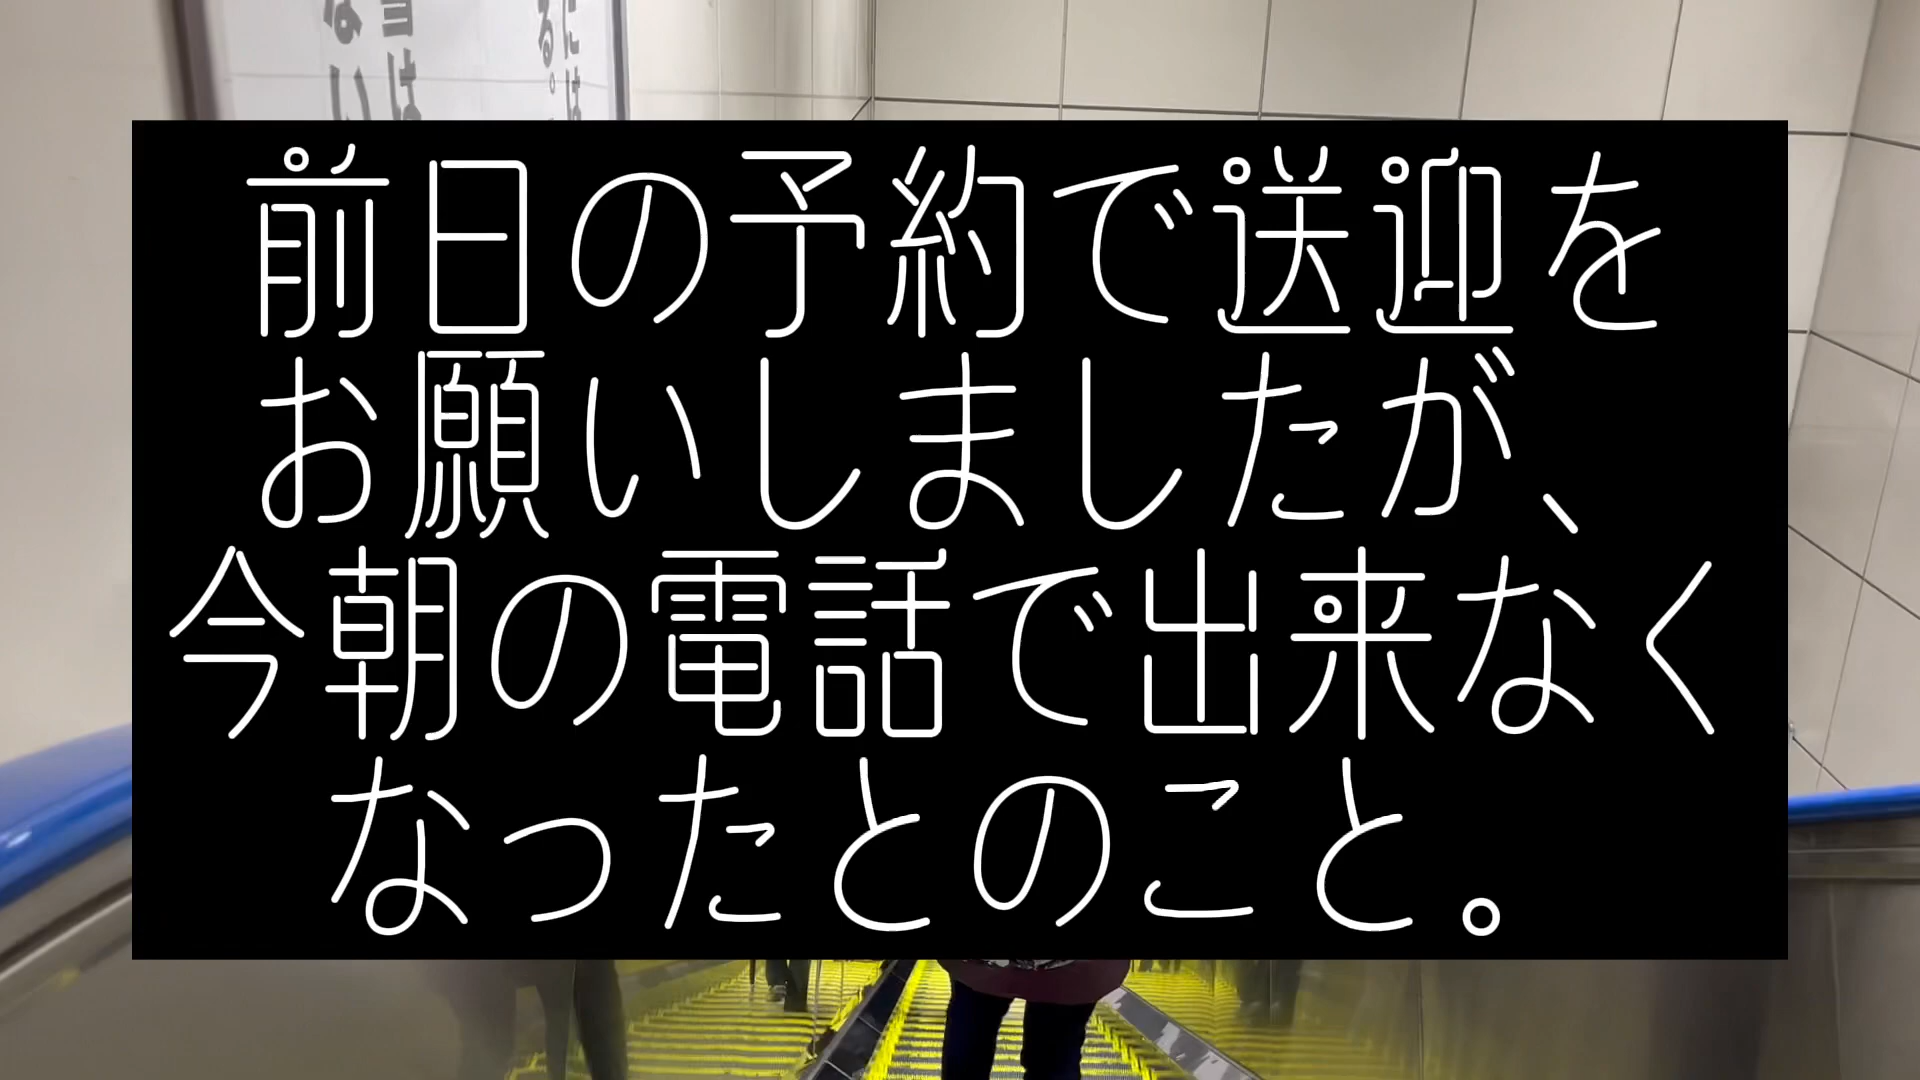 前日の予約で送迎を
お願いしましたが、
今朝の電話で出来なく
なったとのこと。